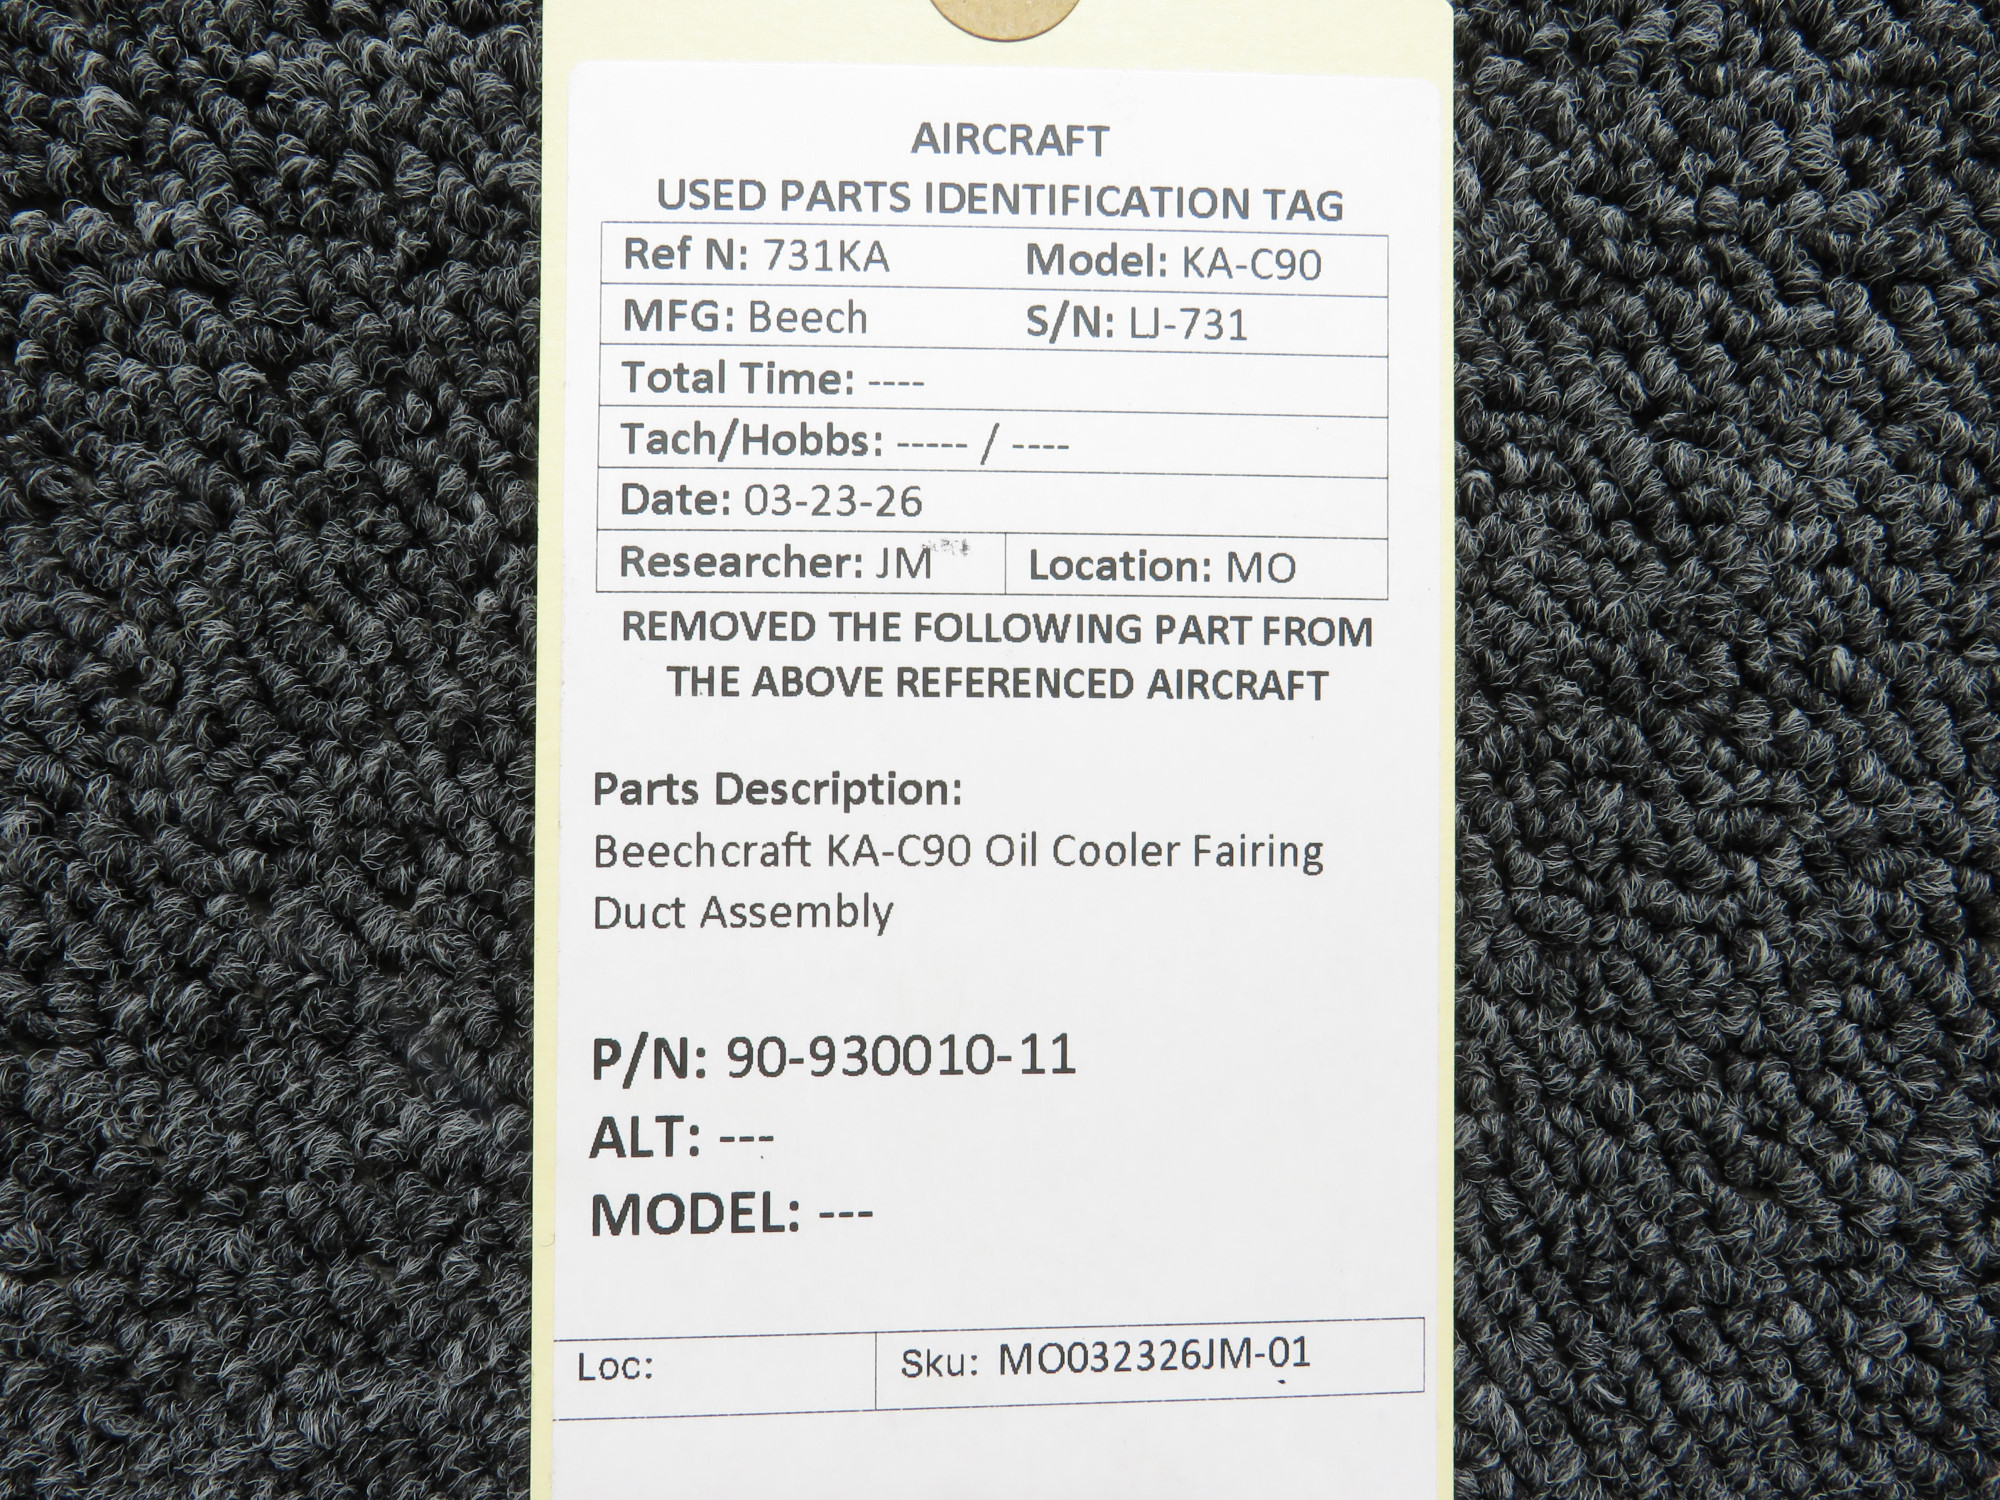 AIRCRAFT
USED PARTS IDENTIFICATION TAG
Ref N: 731KA Model: KA-C90
MFG: Beech S/N: LJ-731
Total Time: ----
Tach/Hobbs: ----- / ----
Date: 03-23-26
Researcher: JM Location: MO
REMOVED THE FOLLOWING PART FROM
THE ABOVE REFERENCED AIRCRAFT
Parts Description:
Beechcraft KA-C90 Oil Cooler Fairing
Duct Assembly
P/N: 90-930010-11
ALT: ---
MODEL: ---
Loc: Sku: MO032326JM-01